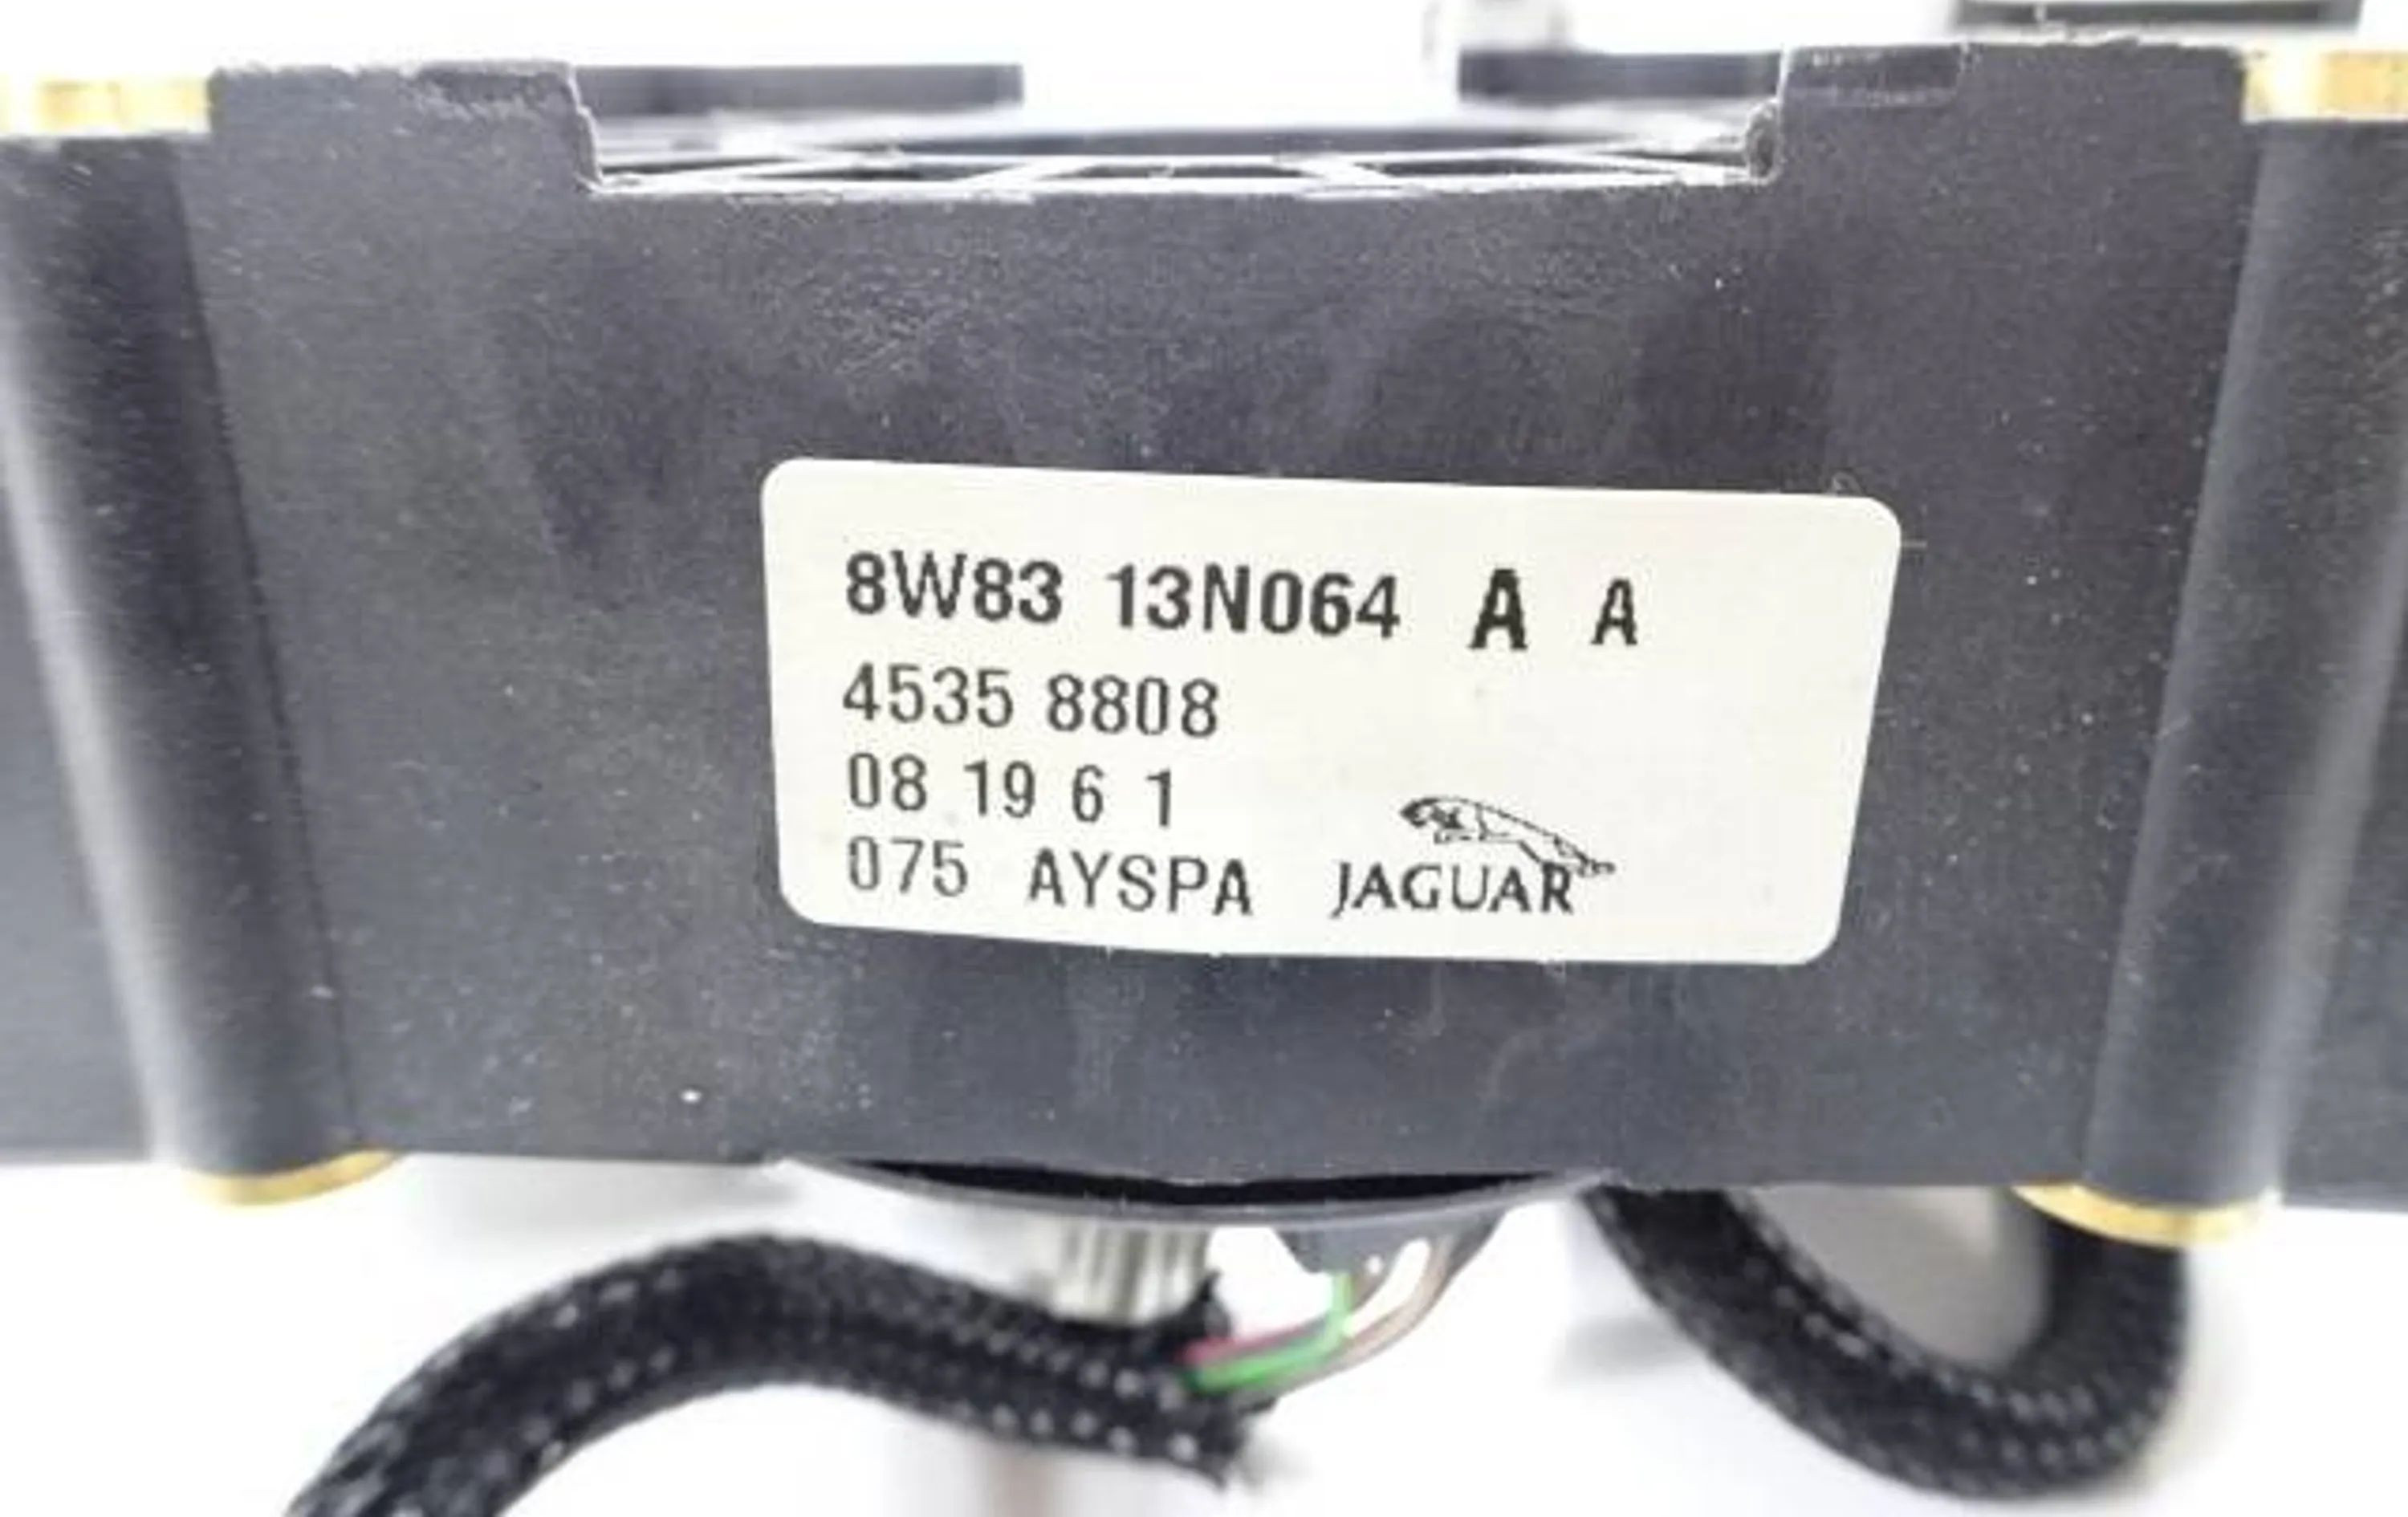 8W83 13N064 A A
4535 8808
08 19 6 1
075 AYSPA JAGUAR